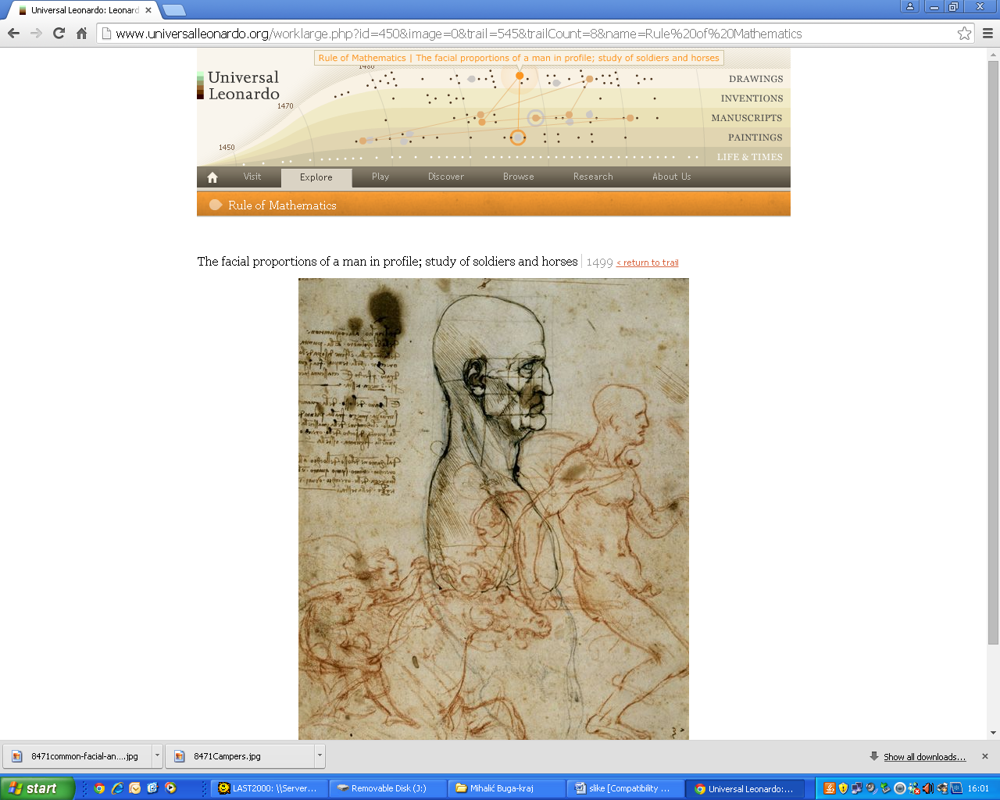 Universal Leonardo: Leonard
www.universalleonardo.org/worklarge.php?id=450&image=0&trail=545&trailCount=8&name=Rule%20of%20Mathematics
Rule of Mathematics | The facial proportions of a man in profile; study of soldiers and horses
Universal
Leonardo
1480
1470
1450
DRAWINGS
INVENTIONS
MANUSCRIPTS
PAINTINGS
LIFE & TIMES
Visit
Explore
Play
Discover
Browse
Research
About Us
Rule of Mathematics
The facial proportions of a man in profile; study of soldiers and horses | 1499 < return to trail
8471common-facial-an....jpg
8471Campers.jpg
Show all downloads...
start
LAST2000: \\Server...
Removable Disk (J:)
Mihalić Buga-kraj
slike [Compatibility ...
Universal Leonardo:...
16:01